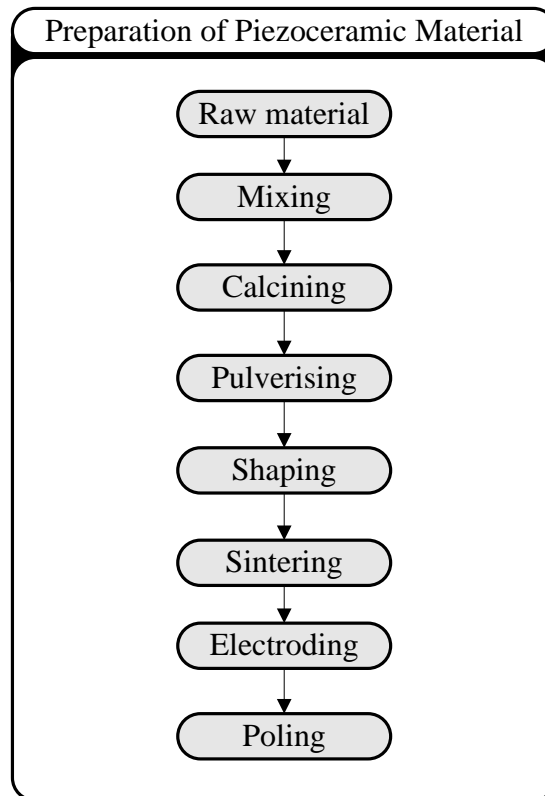 Preparation of Piezoceramic Material
Raw material
Mixing
Calcining
Pulverising
Shaping
Sintering
Electroding
Poling